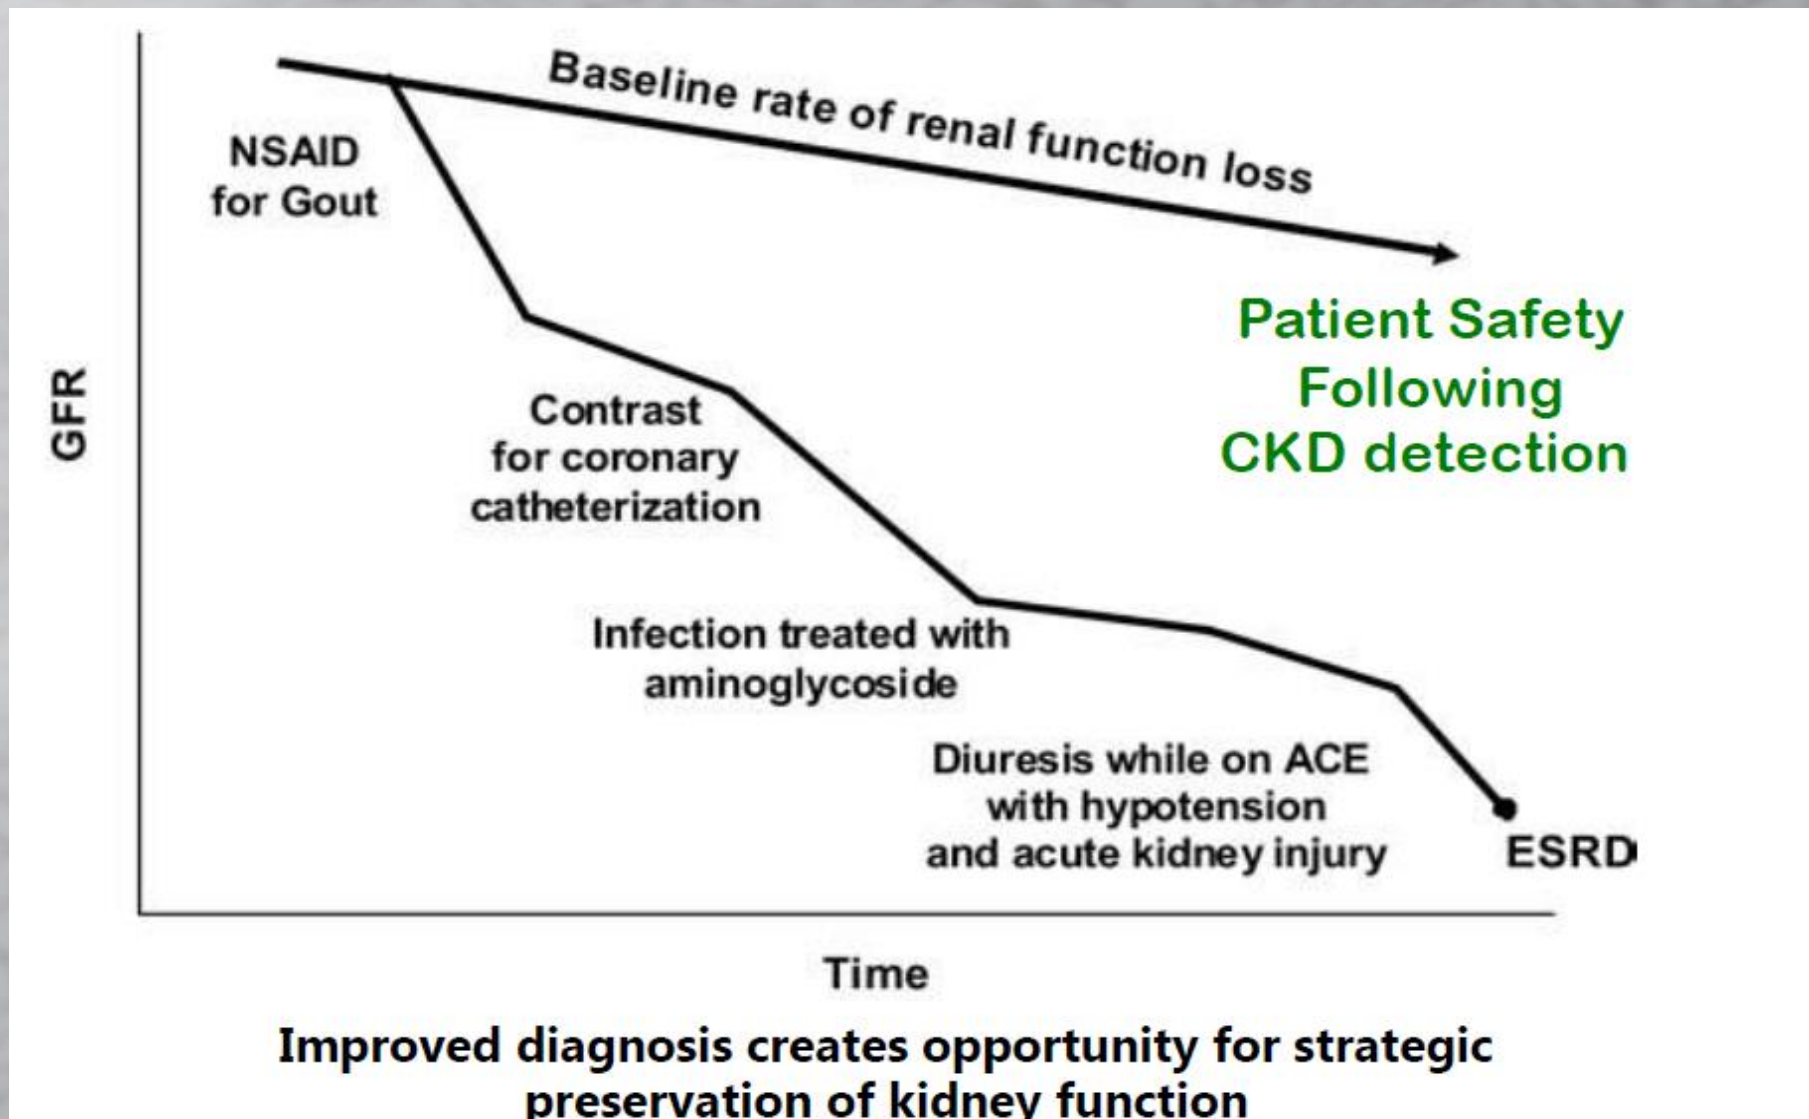 Baseline rate of renal function loss
NSAID
for Gout
Patient Safety
Following
CKD detection
GFR
Contrast
for coronary
catheterization
Infection treated with
aminoglycoside
Diuresis while on ACE
with hypotension
and acute kidney injury
ESRD
Time
Improved diagnosis creates opportunity for strategic
preservation of kidney function